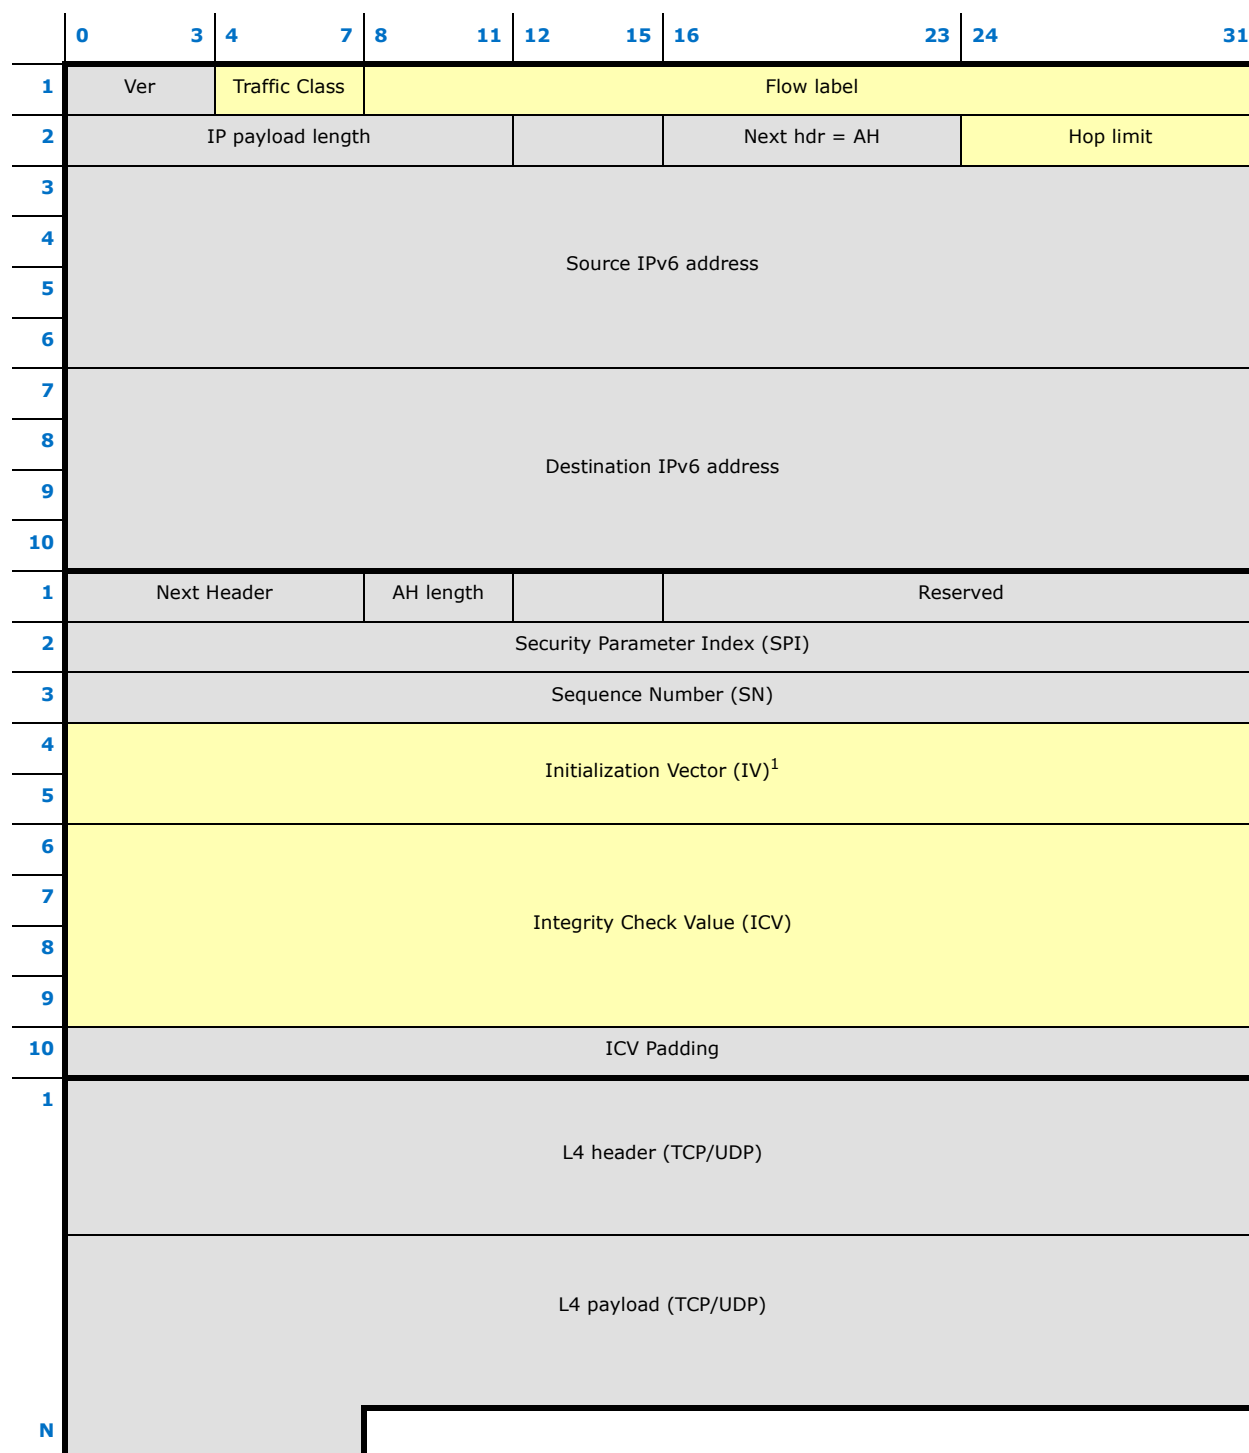 0 3 4 7 8 11 12 15 16 23 24 31
1 Ver Traffic Class Flow label
2 IP payload length Next hdr = AH Hop limit
3
4
Source IPv6 address
5
6
7
8
Destination IPv6 address
9
10
1 Next Header AH length Reserved
2 Security Parameter Index (SPI)
3 Sequence Number (SN)
4
Initialization Vector (IV)1
5
6
7
Integrity Check Value (ICV)
8
9
10 ICV Padding
1
L4 header (TCP/UDP)
L4 payload (TCP/UDP)
N